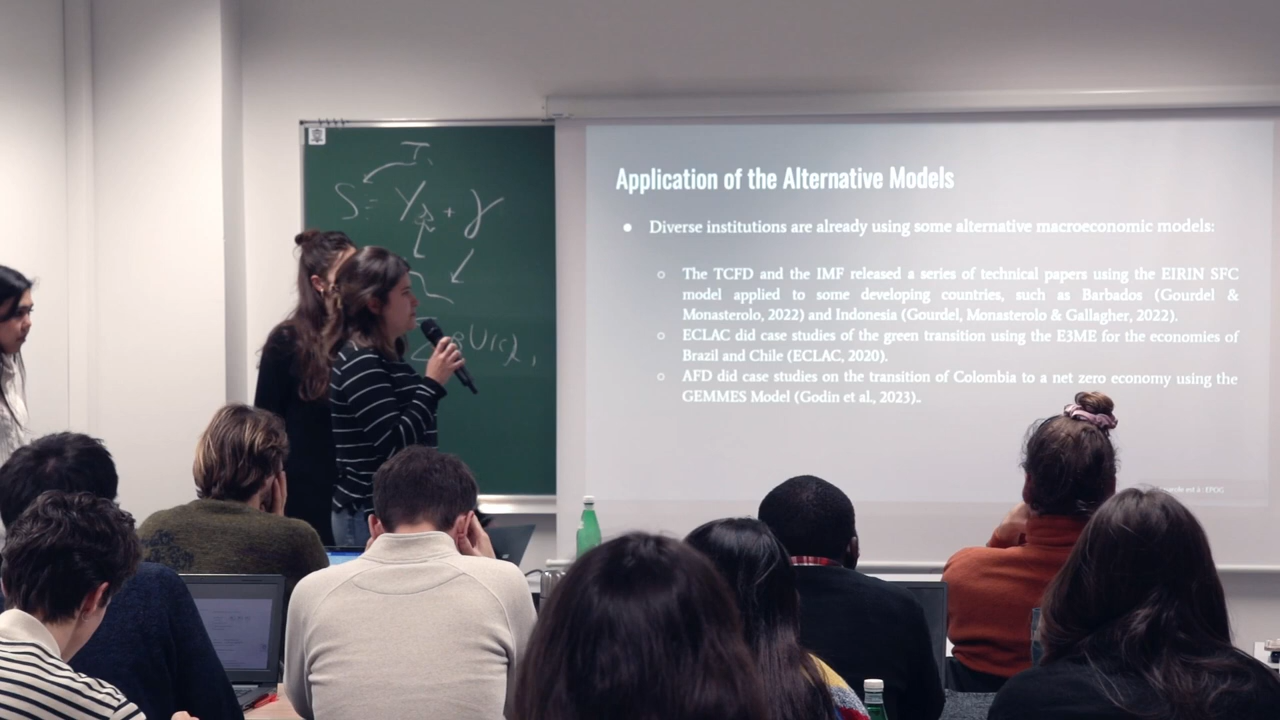 I.
S = Y + γ
Application of the Alternative Models
● Diverse institutions are already using some alternative macroeconomic models:
○ The TCFD and the IMF released a series of technical papers using the EIRIN SFC
model applied to some developing countries, such as Barbados (Gourdel &
Monasterolo, 2022) and Indonesia (Gourdel, Monasterolo & Gallagher, 2022).
○ ECLAC did case studies of the green transition using the E3ME for the economies of
Brazil and Chile (ECLAC, 2020).
○ AFD did case studies on the transition of Colombia to a net zero economy using the
GEMMES Model (Godin et al., 2023)..
est à : EPOG